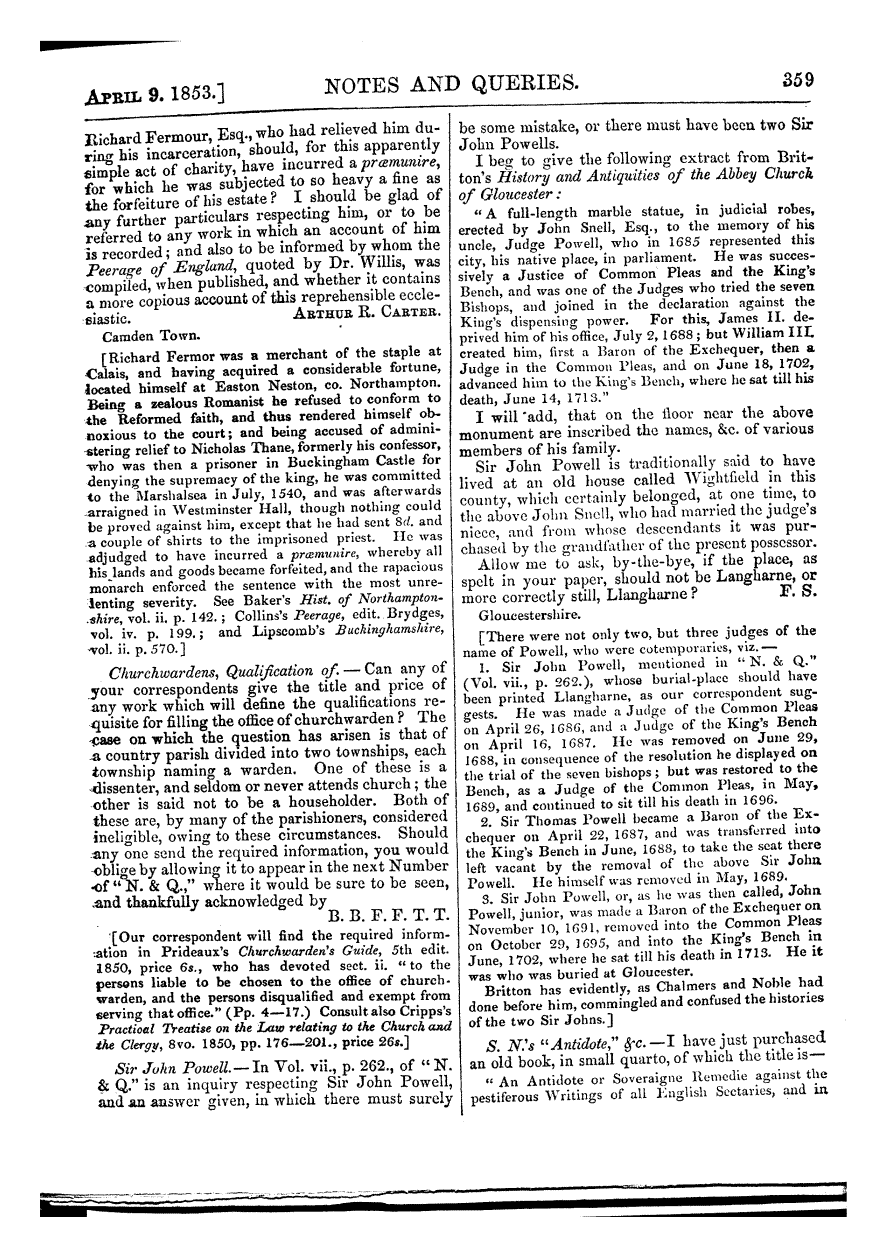 APRIL 9. 1853.]
NOTES AND QUERIES.
359
Richard Fermour, Esq., who had relieved him du-
ring his incarceration, should, for this apparently
simple act of charity, have incurred a præmunire,
for which he was subjected to so heavy a fine as
the forfeiture of his estate? I should be glad of
any further particulars respecting him, or to be
referred to any work in which an account of him
is recorded; and also to be informed by whom the
Peerage of England, quoted by Dr. Willis, was
compiled, when published, and whether it contains
a more copious account of this reprehensible eccle-
siastic. ARTHUR R. CARTER.
Camden Town.
[Richard Fermor was a merchant of the staple at
Calais, and having acquired a considerable fortune,
located himself at Easton Neston, co. Northampton.
Being a zealous Romanist he refused to conform to
the Reformed faith, and thus rendered himself ob-
noxious to the court; and being accused of admini-
stering relief to Nicholas Thane, formerly his confessor,
who was then a prisoner in Buckingham Castle for
denying the supremacy of the king, he was committed
to the Marshalsea in July, 1540, and was afterwards
arraigned in Westminster Hall, though nothing could
be proved against him, except that he had sent 8d. and
a couple of shirts to the imprisoned priest. He was
adjudged to have incurred a præmunire, whereby all
his lands and goods became forfeited, and the rapacious
monarch enforced the sentence with the most unre-
lenting severity. See Baker's Hist. of Northampton-
shire, vol. ii. p. 142.; Collins's Peerage, edit. Brydges,
vol. iv. p. 199.; and Lipscomb's Buckinghamshire,
vol. ii. p. 570.]
Churchwardens, Qualification of. — Can any of
your correspondents give the title and price of
any work which will define the qualifications re-
quisite for filling the office of churchwarden? The
case on which the question has arisen is that of
a country parish divided into two townships, each
township naming a warden. One of these is a
dissenter, and seldom or never attends church; the
other is said not to be a householder. Both of
these are, by many of the parishioners, considered
ineligible, owing to these circumstances. Should
any one send the required information, you would
oblige by allowing it to appear in the next Number
of "N. & Q.," where it would be sure to be seen,
and thankfully acknowledged by
B. B. F. F. T. T.
[Our correspondent will find the required inform-
ation in Prideaux's Churchwarden's Guide, 5th edit.
1850, price 6s., who has devoted sect. ii. "to the
persons liable to be chosen to the office of church-
warden, and the persons disqualified and exempt from
serving that office." (Pp. 4—17.) Consult also Cripps's
Practical Treatise on the Law relating to the Church and
the Clergy, 8vo. 1850, pp. 176—201., price 26s.]
Sir John Powell. — In Vol. vii., p. 262., of "N.
& Q." is an inquiry respecting Sir John Powell,
and an answer given, in which there must surely
be some mistake, or there must have been two Sir
John Powells.
I beg to give the following extract from Brit-
ton's History and Antiquities of the Abbey Church
of Gloucester:
"A full-length marble statue, in judicial robes,
erected by John Snell, Esq., to the memory of his
uncle, Judge Powell, who in 1685 represented this
city, his native place, in parliament. He was succes-
sively a Justice of Common Pleas and the King's
Bench, and was one of the Judges who tried the seven
Bishops, and joined in the declaration against the
King's dispensing power. For this, James II. de-
prived him of his office, July 2, 1688; but William III.
created him, first a Baron of the Exchequer, then a
Judge in the Common Pleas, and on June 18, 1702,
advanced him to the King's Bench, where he sat till his
death, June 14, 1713."
I will add, that on the floor near the above
monument are inscribed the names, &c. of various
members of his family.
Sir John Powell is traditionally said to have
lived at an old house called Wightfield in this
county, which certainly belonged, at one time, to
the above John Snell, who had married the judge's
niece, and from whose descendants it was pur-
chased by the grandfather of the present possessor.
Allow me to ask, by-the-bye, if the place, as
spelt in your paper, should not be Langharne, or
more correctly still, Llangharne? F. S.
Gloucestershire.
[There were not only two, but three judges of the
name of Powell, who were cotemporaries, viz. —
1. Sir John Powell, mentioned in "N. & Q."
(Vol. vii., p. 262.), whose burial-place should have
been printed Llangharne, as our correspondent sug-
gests. He was made a Judge of the Common Pleas
on April 26, 1686, and a Judge of the King's Bench
on April 16, 1687. He was removed on June 29,
1688, in consequence of the resolution he displayed on
the trial of the seven bishops; but was restored to the
Bench, as a Judge of the Common Pleas, in May,
1689, and continued to sit till his death in 1696.
2. Sir Thomas Powell became a Baron of the Ex-
chequer on April 22, 1687, and was transferred into
the King's Bench in June, 1688, to take the seat there
left vacant by the removal of the above Sir John
Powell. He himself was removed in May, 1689.
3. Sir John Powell, or, as he was then called, John
Powell, junior, was made a Baron of the Exchequer on
November 10, 1691, removed into the Common Pleas
on October 29, 1695, and into the King's Bench in
June, 1702, where he sat till his death in 1713. He it
was who was buried at Gloucester.
Britton has evidently, as Chalmers and Noble had
done before him, commingled and confused the histories
of the two Sir Johns.]
S. N.'s "Antidote," &c. — I have just purchased
an old book, in small quarto, of which the title is—
"An Antidote or Soveraigne Remedie against the
pestiferous Writings of all English Sectaries, and in